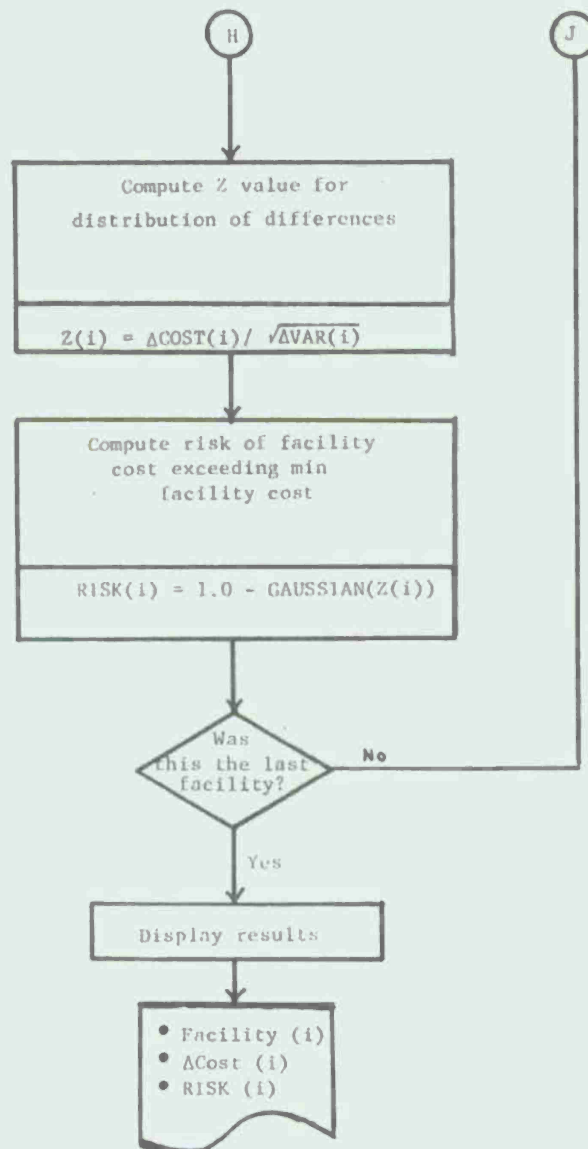 H
J
Compute Z value for
distribution of differences
Z(i) = ΔCOST(i)/ √ΔVAR(i)
Compute risk of facility
cost exceeding min
facility cost
RISK(i) = 1.0 - GAUSSIAN(Z(i))
Was
this the last
facility?
No
Yes
Display results
• Facility (i)
• ΔCost (i)
• RISK (i)